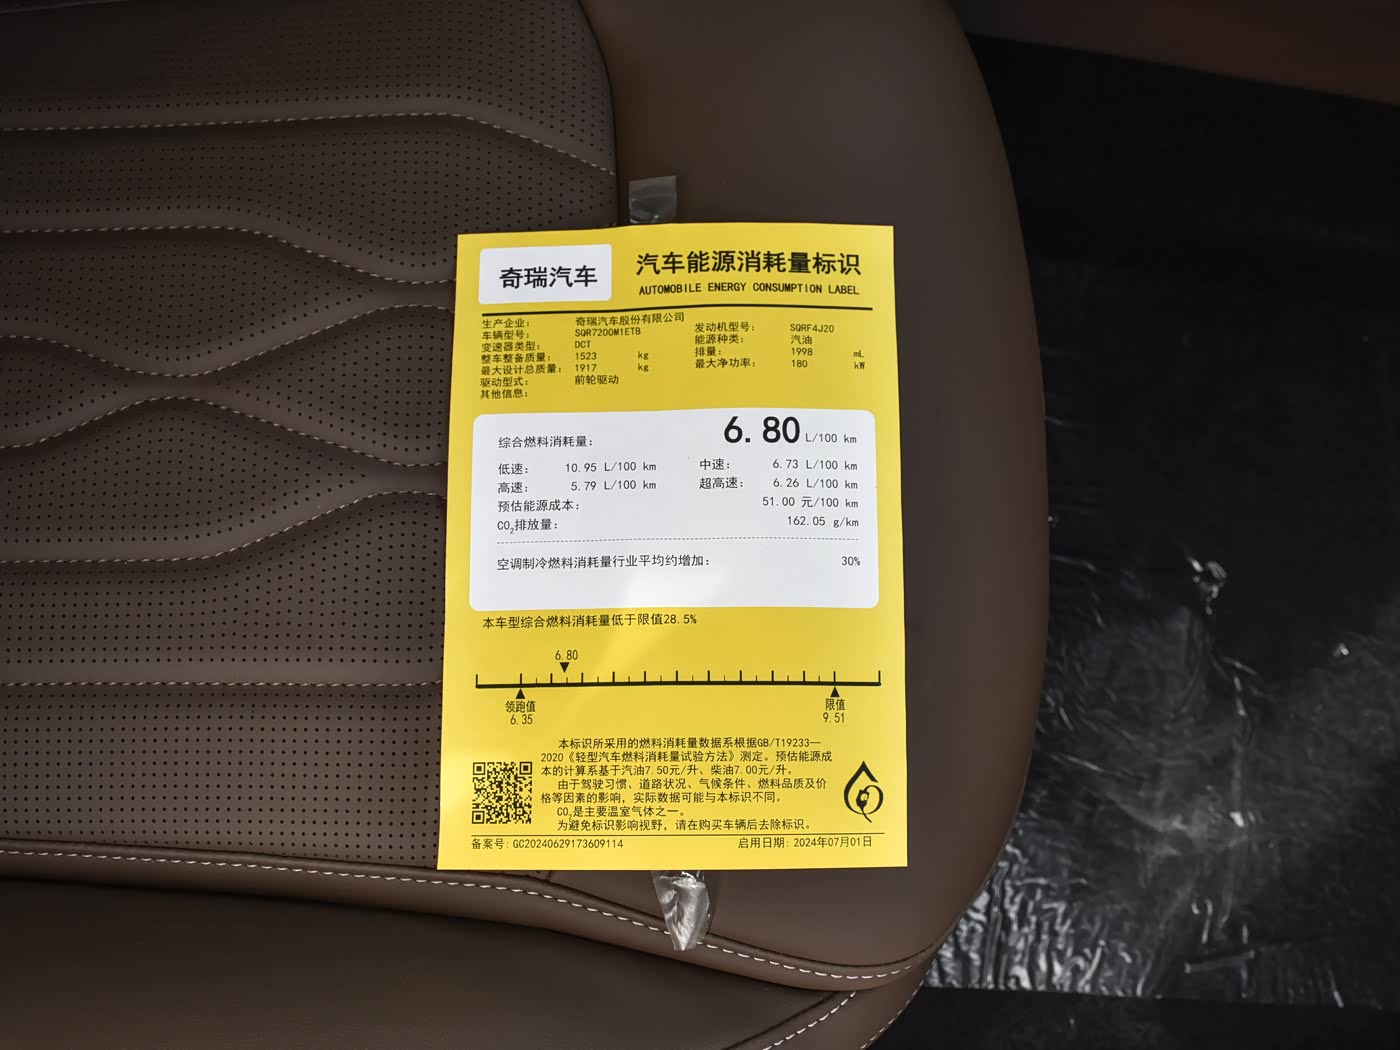 奇瑞汽车
汽车能源消耗量标识
AUTOMOBILE ENERGY CONSUMPTION LABEL
生产企业： 奇瑞汽车股份有限公司
车辆型号： SQR7200M1ETB
变速器类型： DCT
整车整备质量： 1523 kg
最大设计总质量： 1917 kg
驱动型式： 前轮驱动
其他信息：
发动机型号： SQRF4J20
能源种类： 汽油
排量： 1998 mL
最大净功率： 180 kW
综合燃料消耗量： 6.80 L/100 km
低速： 10.95 L/100 km 中速： 6.73 L/100 km
高速： 5.79 L/100 km 超高速： 6.26 L/100 km
预估能源成本： 51.00 元/100 km
CO₂排放量： 162.05 g/km
空调制冷燃料消耗量行业平均约增加： 30%
本车型综合燃料消耗量低于限值28.5%
6.80
领跑值 限值
6.35 9.51
本标识所采用的燃料消耗量数据系根据GB/T19233—
2020《轻型汽车燃料消耗量试验方法》测定。预估能源成
本的计算系基于汽油7.50元/升、柴油7.00元/升。
由于驾驶习惯、道路状况、气候条件、燃料品质及价
格等因素的影响，实际数据可能与本标识不同。
CO₂是主要温室气体之一。
为避免标识影响视野，请在购买车辆后去除标识。
备案号：GC20240629173609114 启用日期：2024年07月01日